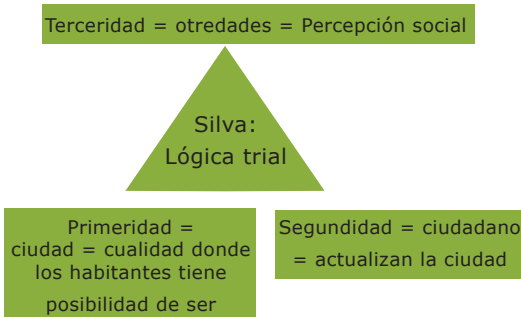 Terceridad = otredades = Percepción social
Silva:
Lógica trial
Primeridad =
ciudad = cualidad donde
los habitantes tiene
posibilidad de ser
Segundidad = ciudadano
= actualizan la ciudad